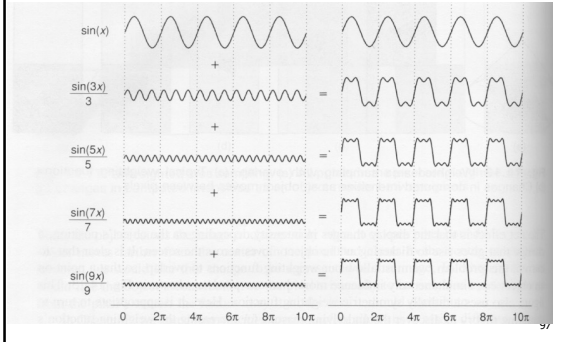 sin(x)
+
sin(3x)
3
=
+
sin(5x)
5
=
+
sin(7x)
7
=
+
sin(9x)
9
=
0 2π 4π 6π 8π 10π 0 2π 4π 6π 8π 10π
97